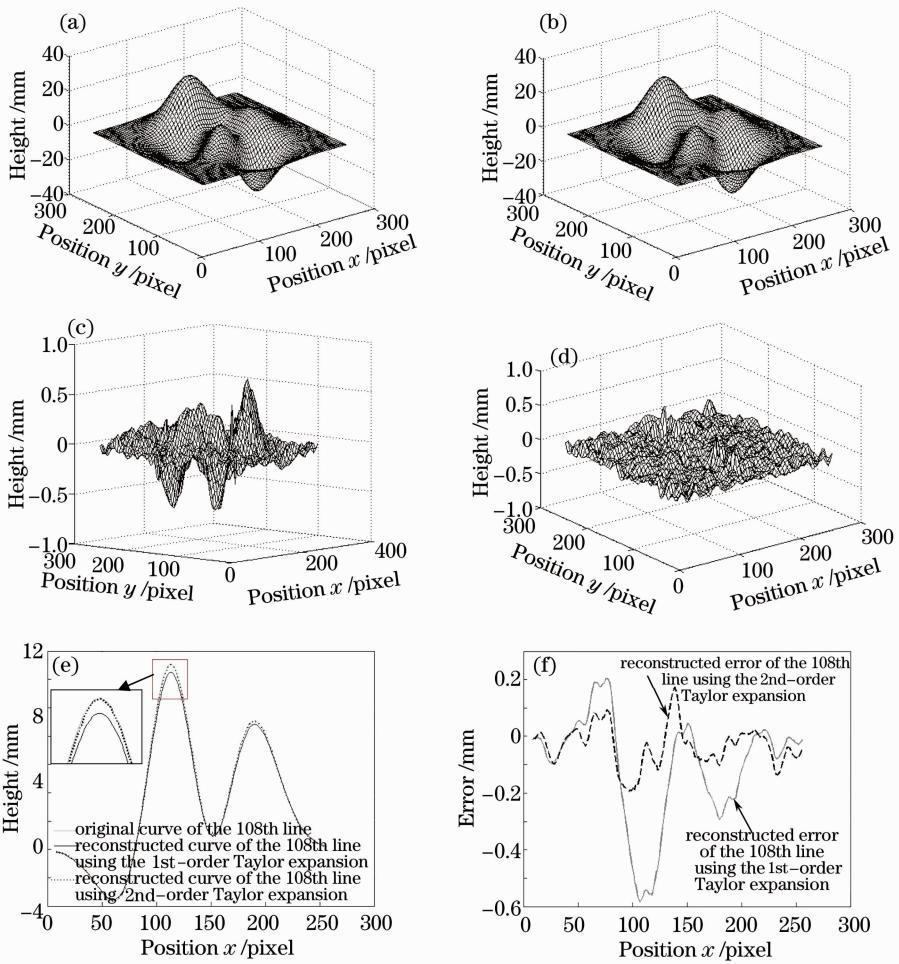 (a)
40
20
0
−20
−40
Height /mm
300
200
100
0
Position y /pixel
100
200
300
Position x /pixel
(b)
40
20
0
−20
−40
Height /mm
300
200
100
0
Position y /pixel
100
200
300
Position x /pixel
(c)
1.0
0.5
0
−0.5
−1.0
Height /mm
300
200
100
0
Position y /pixel
200
400
Position x /pixel
(d)
1.0
0.5
0
−0.5
−1.0
Height /mm
300
200
100
0
Position y /pixel
100
200
300
Position x /pixel
(e)
12
8
4
0
−4
Height /mm
original curve of the 108th line
reconstructed curve of the 108th line
using the 1st−order Taylor expansion
reconstructed curve of the 108th line
using 2nd−order Taylor expansion
0 50 100 150 200 250 300
Position x /pixel
(f)
reconstructed error of the 108th
line using the 2nd−order
Taylor expansion
0.2
0
−0.2
−0.4
−0.6
Error /mm
reconstructed error
of the 108th line
using the 1st−order
Taylor expansion
0 50 100 150 200 250 300
Position x /pixel